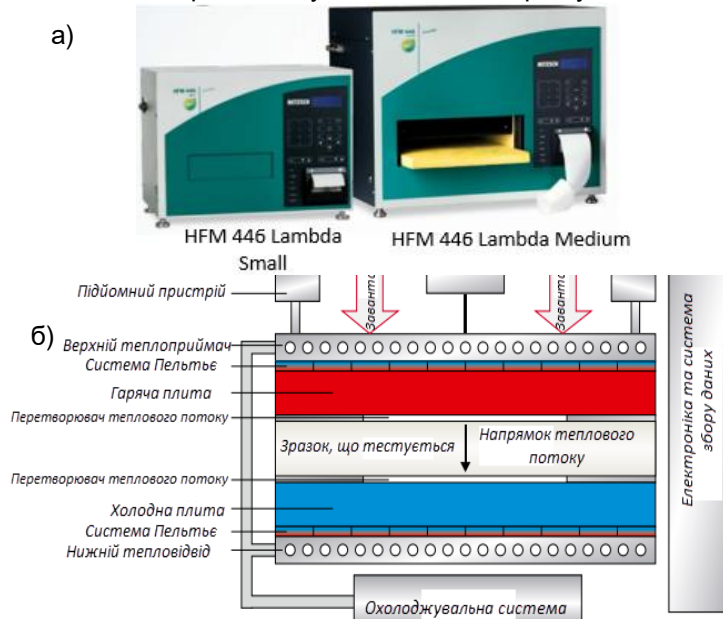 а)
HFM 446 Lambda
Small
HFM 446 Lambda Medium
б)
Підйомний пристрій
Верхній теплоприймач
Система Пельтьє
Гаряча плита
Перетворювач теплового потоку
Зразок, що тестується
Напрямок теплового
потоку
Перетворювач теплового потоку
Холодна плита
Система Пельтьє
Нижній тепловідвід
Охолоджувальна система
Електроніка та система
збору даних